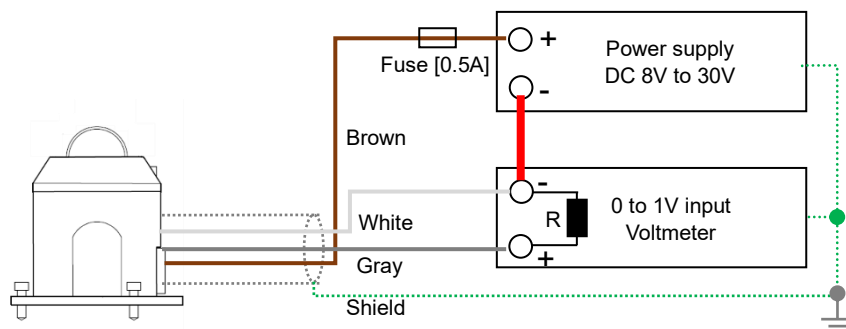 +
Power supply
DC 8V to 30V
Fuse [0.5A]
-
Brown
-
0 to 1V input
R
Voltmeter
White
+
Gray
Shield